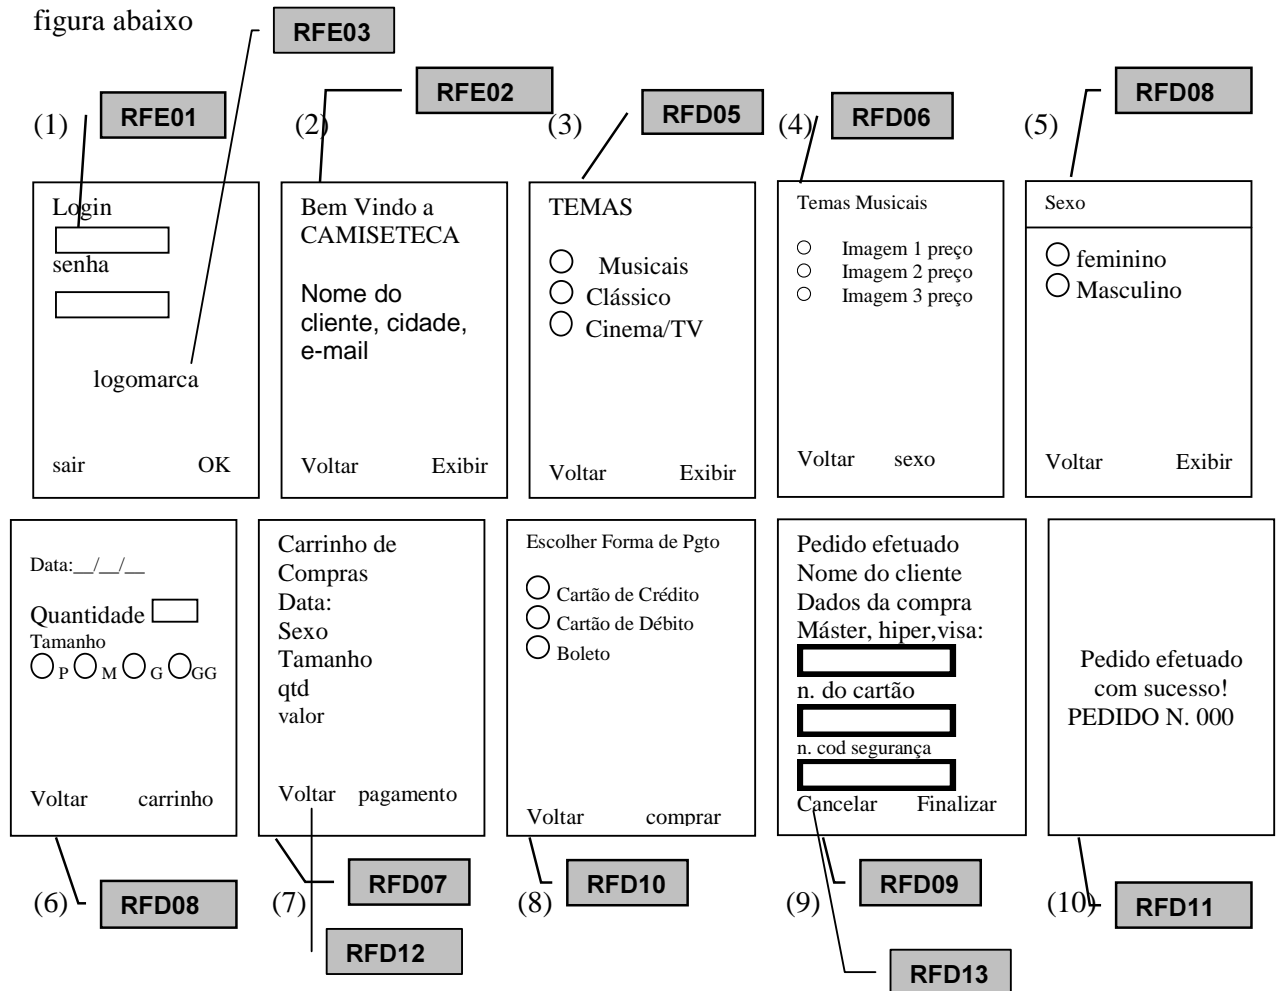 figura abaixo
RFE03
RFE01
RFE02
RFD05
RFD06
RFD08
(1)
(2)
(3)
(4)
(5)
Login
senha
logomarca
sair OK
Bem Vindo a
CAMISETECA
Nome do
cliente, cidade,
e-mail
Voltar Exibir
TEMAS
Musicais
Clássico
Cinema/TV
Voltar Exibir
Temas Musicais
Imagem 1 preço
Imagem 2 preço
Imagem 3 preço
Voltar sexo
Sexo
feminino
Masculino
Voltar Exibir
Data:__/__/__
Quantidade
Tamanho
P M G GG
Voltar carrinho
Carrinho de
Compras
Data:
Sexo
Tamanho
qtd
valor
Voltar pagamento
Escolher Forma de Pgto
Cartão de Crédito
Cartão de Débito
Boleto
Voltar comprar
Pedido efetuado
Nome do cliente
Dados da compra
Máster, hiper,visa:
n. do cartão
n. cod segurança
Cancelar Finalizar
Pedido efetuado
com sucesso!
PEDIDO N. 000
(6)
RFD08
(7)
RFD07
RFD12
(8)
RFD10
(9)
RFD09
RFD13
(10)
RFD11